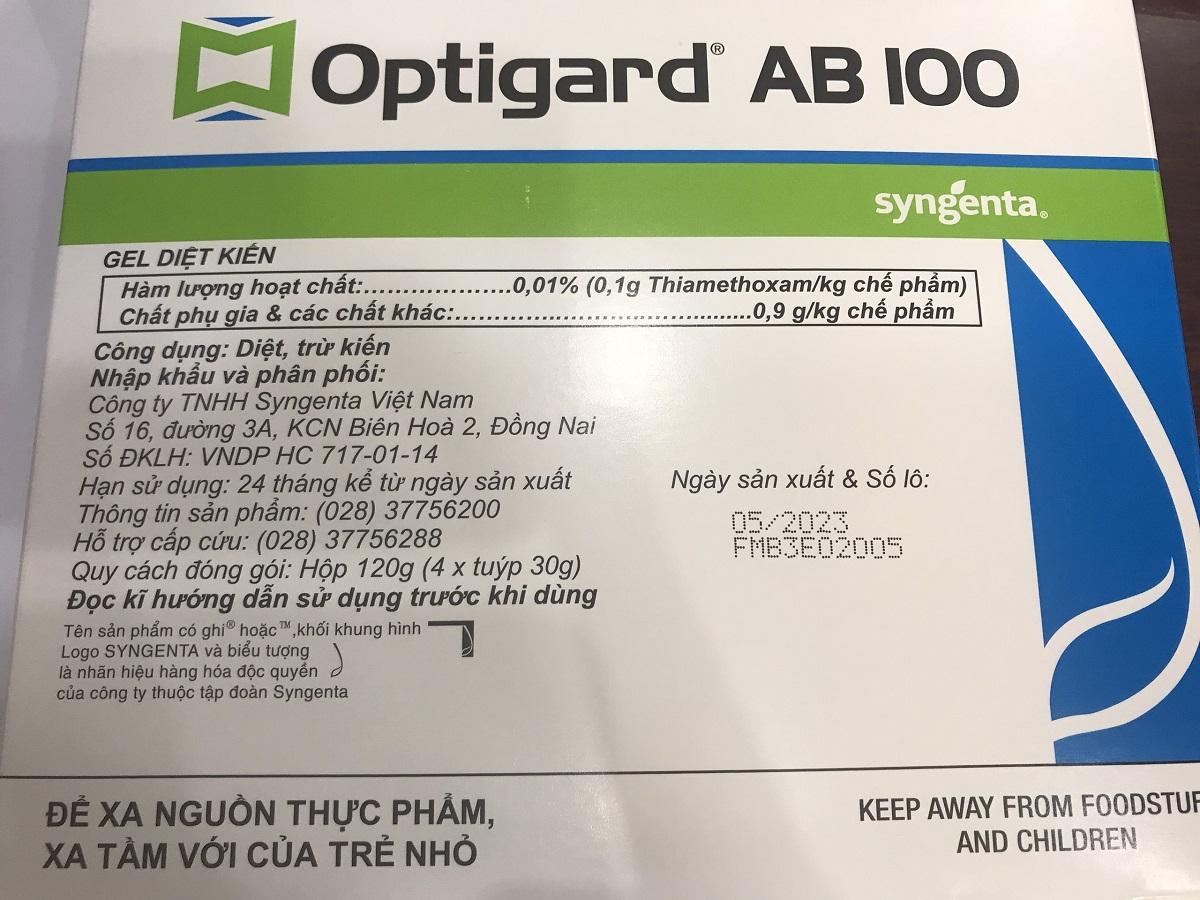 Optigard® AB 100
syngenta®
GEL DIỆT KIẾN
Hàm lượng hoạt chất:...................0,01% (0,1g Thiamethoxam/kg chế phẩm)
Chất phụ gia & các chất khác:......................................0,9 g/kg chế phẩm
Công dụng: Diệt, trừ kiến
Nhập khẩu và phân phối:
Công ty TNHH Syngenta Việt Nam
Số 16, đường 3A, KCN Biên Hoà 2, Đồng Nai
Số ĐKLH: VNDP HC 717-01-14
Hạn sử dụng: 24 tháng kể từ ngày sản xuất
Thông tin sản phẩm: (028) 37756200
Hỗ trợ cấp cứu: (028) 37756288
Quy cách đóng gói: Hộp 120g (4 x tuýp 30g)
Đọc kĩ hướng dẫn sử dụng trước khi dùng
Ngày sản xuất & Số lô:
05/2023
FMB3E02005
Tên sản phẩm có ghi® hoặc™,khối khung hình
Logo SYNGENTA và biểu tượng
là nhãn hiệu hàng hóa độc quyền
của công ty thuộc tập đoàn Syngenta
ĐỂ XA NGUỒN THỰC PHẨM,
XA TẦM VỚI CỦA TRẺ NHỎ
KEEP AWAY FROM FOODSTUF
AND CHILDREN